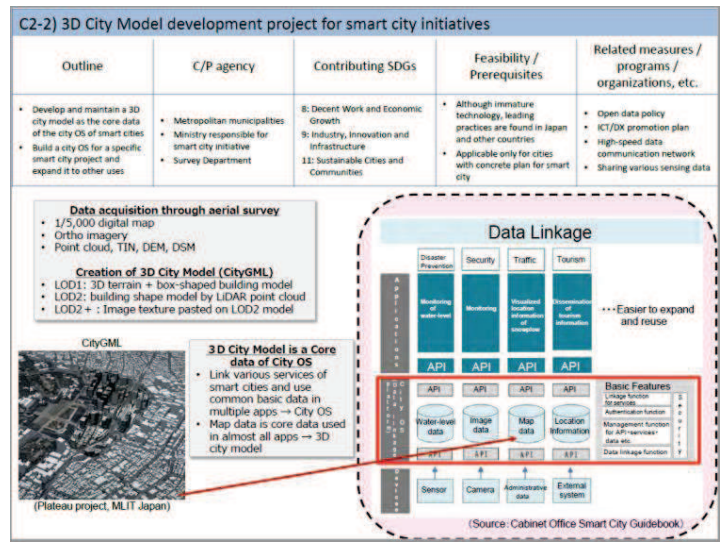 C2-2) 3D City Model development project for smart city initiatives
Outline
C/P agency
Contributing SDGs
Feasibility /
Prerequisites
Related measures /
programs /
organizations, etc.
• Develop and maintain a 3D
city model as the core data
of the city OS of smart cities
• Build a city OS for a specific
smart city project and
expand it to other uses
• Metropolitan municipalities
• Ministry responsible for
smart city initiative
• Survey Department
8: Decent Work and Economic
Growth
9: Industry, Innovation and
Infrastructure
11: Sustainable Cities and
Communities
• Although immature
technology, leading
practices are found in Japan
and other countries
• Applicable only for cities
with concrete plan for smart
city
• Open data policy
• ICT/DX promotion plan
• High-speed data
communication network
• Sharing various sensing data
Data acquisition through aerial survey
• 1/5,000 digital map
• Ortho imagery
• Point cloud, TIN, DEM, DSM
Creation of 3D City Model (CityGML)
• LOD1: 3D terrain + box-shaped building model
• LOD2: building shape model by LiDAR point cloud
• LOD2+ : Image texture pasted on LOD2 model
CityGML
(Plateau project, MLIT Japan)
3D City Model is a Core
data of City OS
• Link various services of
smart cities and use
common basic data in
multiple apps → City OS
• Map data is core data used
in almost all apps → 3D
city model
Data Linkage
Disaster
Prevention
Security
Traffic
Tourism
Applications
Monitoring
of
water-level
Monitoring
Visualized
location
information
of
Dissemination
of
tourism
information
API
API
API
API
···Easier to expand
and reuse
City OS
API
API
API
API
Water-level
data
Image
data
Map
data
Location
Information
API
API
API
API
Basic Features
Linkage function
for services
Authentication function
Management function
for API·services·
data etc.
Data linkage function
Security
Devices
Sensor
Camera
Administrative
data
External
system
(Source: Cabinet Office Smart City Guidebook)